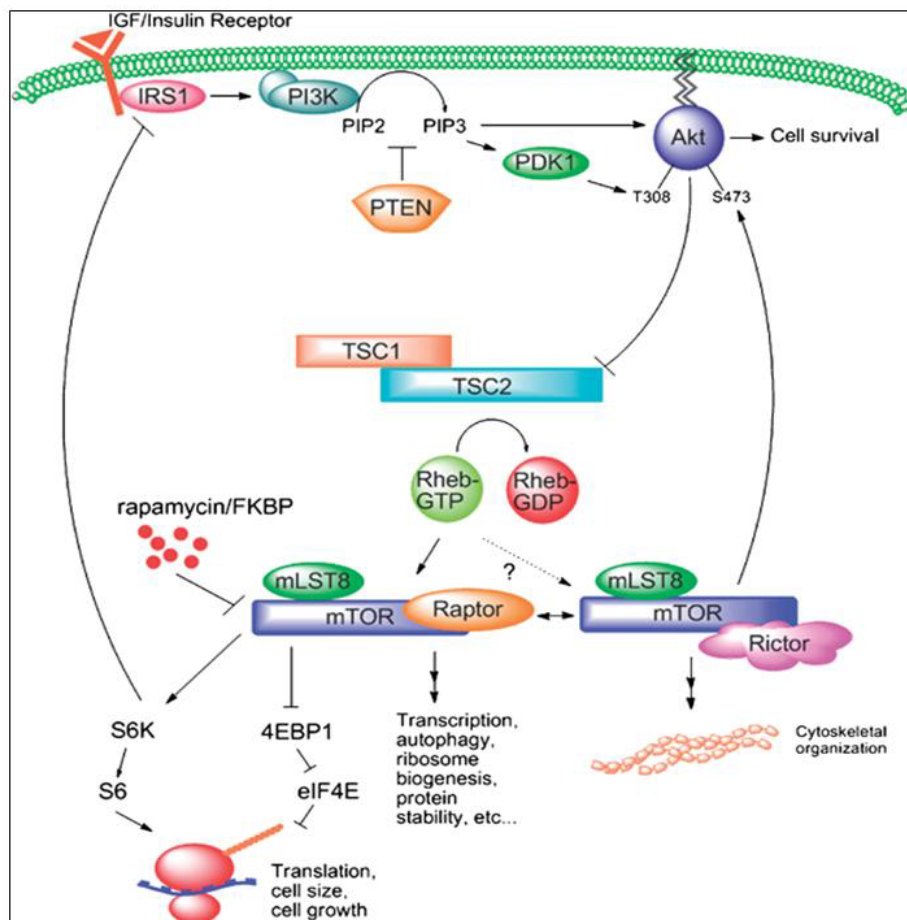 IGF/Insulin Receptor
IRS1
PI3K
PIP2
PIP3
Akt
Cell survival
PDK1
PTEN
T308
S473
TSC1
TSC2
Rheb-
GTP
Rheb-
GDP
rapamycin/FKBP
?
mLST8
mTOR
Raptor
mLST8
mTOR
Rictor
S6K
4EBP1
Transcription,
autophagy,
ribosome
biogenesis,
protein
stability, etc...
Cytoskeletal
organization
S6
eIF4E
Translation,
cell size,
cell growth